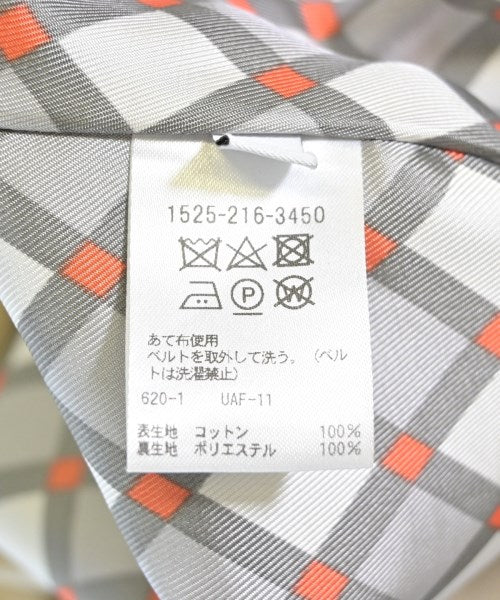 1525-216-3450
P W
あて布使用
ベルトを取外して洗う。（ベル
トは洗濯禁止）
620-1 UAF-11
表生地 コットン 100%
裏生地 ポリエステル 100%